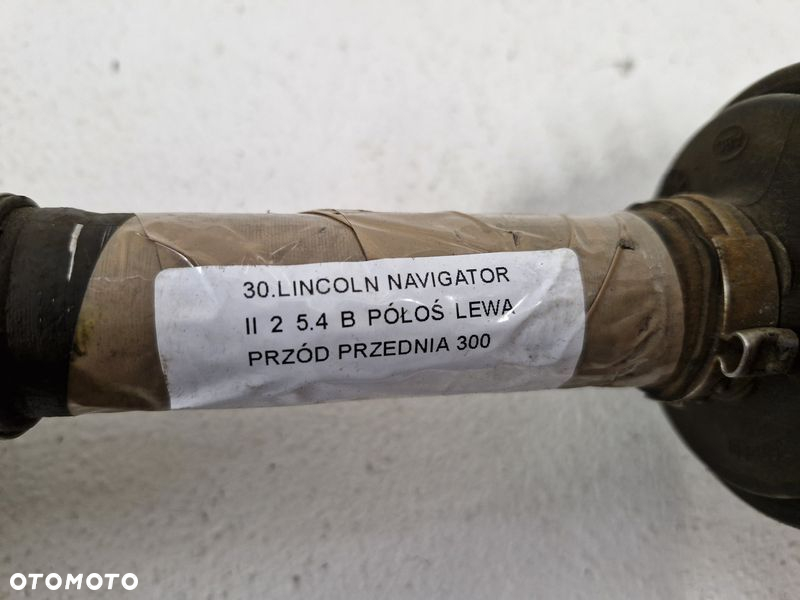 30.LINCOLN NAVIGATOR
II 2 5.4 B PÓŁOŚ LEWA
PRZÓD PRZEDNIA 300
OTOMOTO